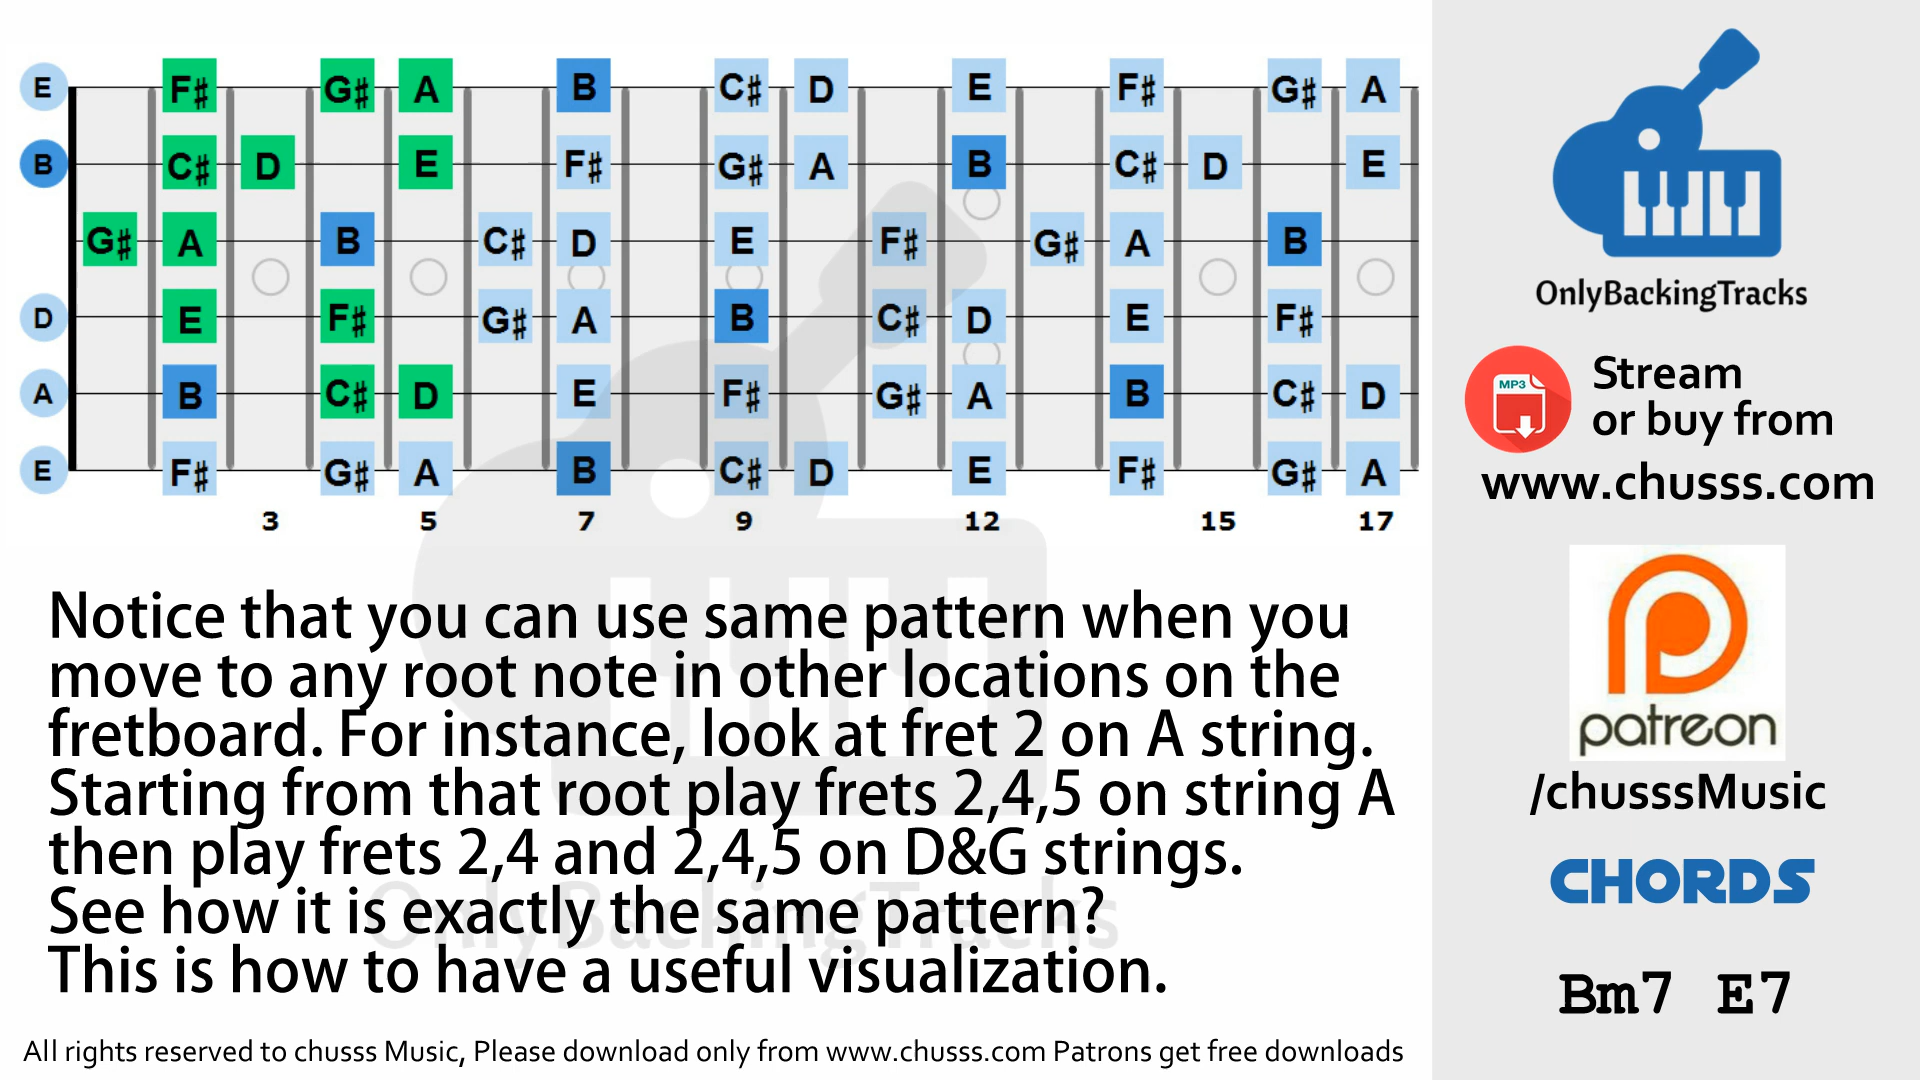 E F# G# A B C# D E F# G# A
B C# D E F# G# A B C# D E
G# A B C# D E F# G# A B
D E F# G# A B C# D E F#
A B C# D E F# G# A B C# D
E F# G# A B C# D E F# G# A
3 5 7 9 12 15 17
Notice that you can use same pattern when you
move to any root note in other locations on the
fretboard. For instance, look at fret 2 on A string.
Starting from that root play frets 2,4,5 on string A
then play frets 2,4 and 2,4,5 on D&G strings.
See how it is exactly the same pattern?
This is how to have a useful visualization.
OnlyBackingTracks
All rights reserved to chusss Music, Please download only from www.chusss.com Patrons get free downloads
OnlyBackingTracks
MP3
Stream
or buy from
www.chusss.com
patreon
/chusssMusic
CHORDS
Bm7 E7